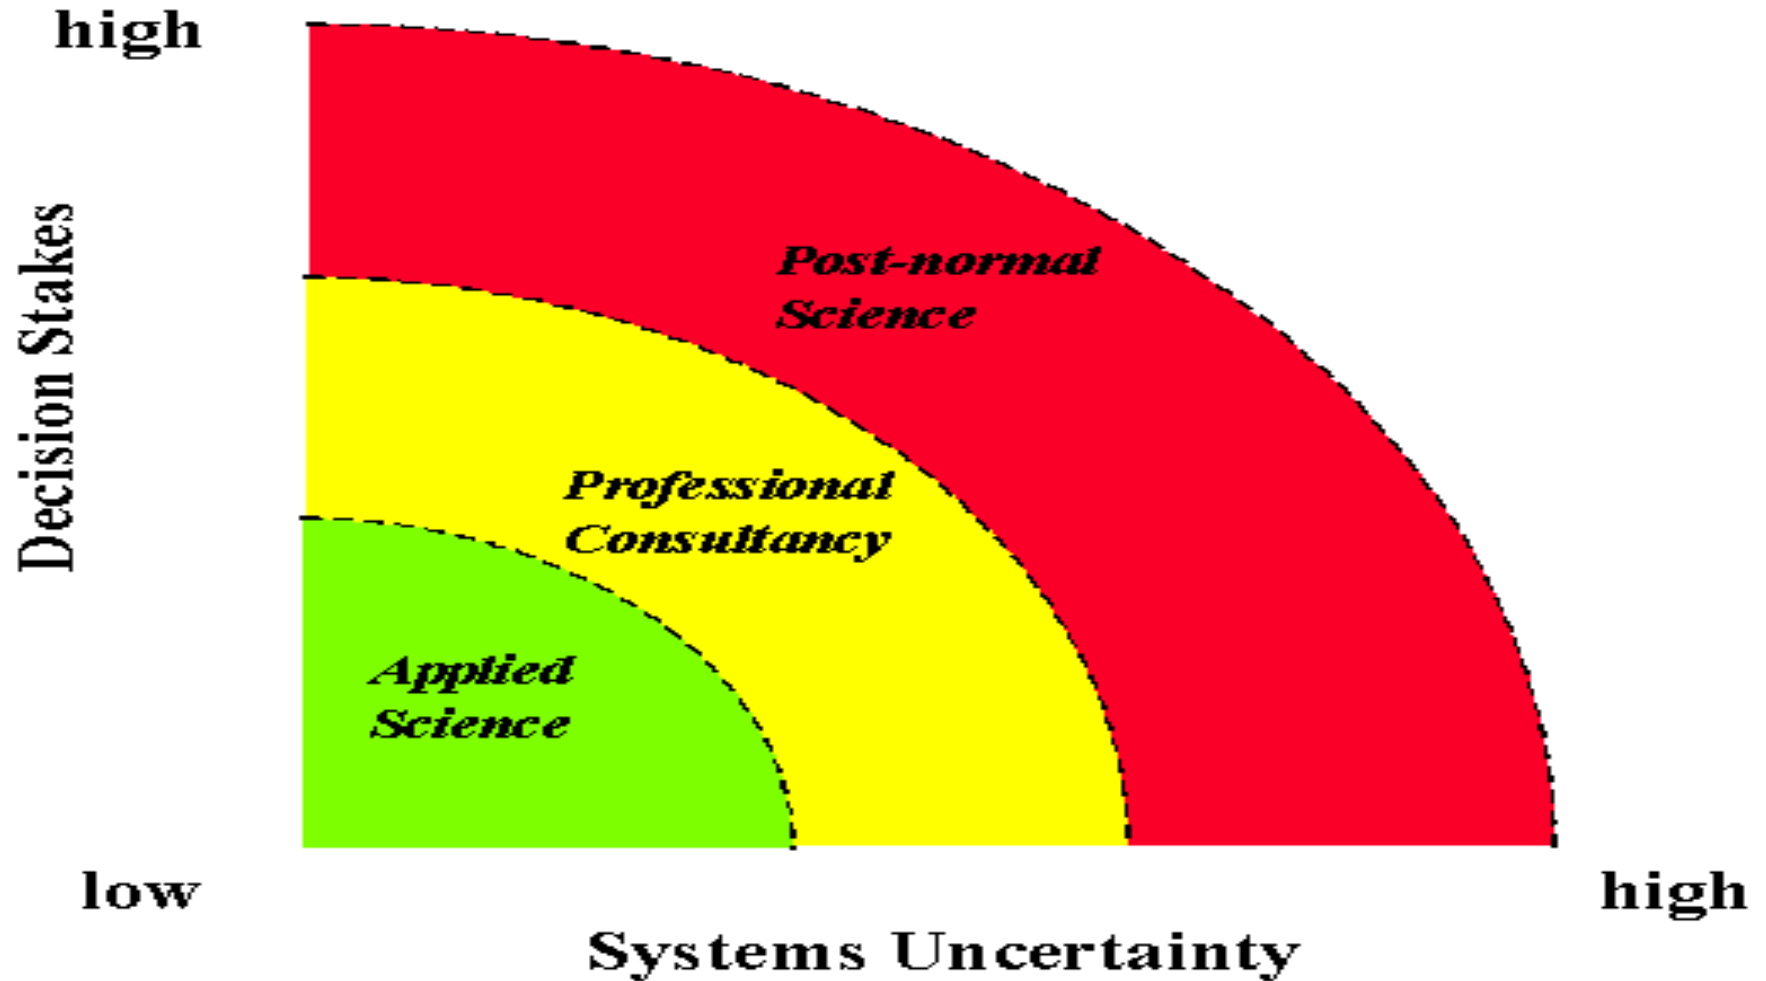 high
Decision Stakes
Post-normal
Science
Professional
Consultancy
Applied
Science
low
high
Systems Uncertainty